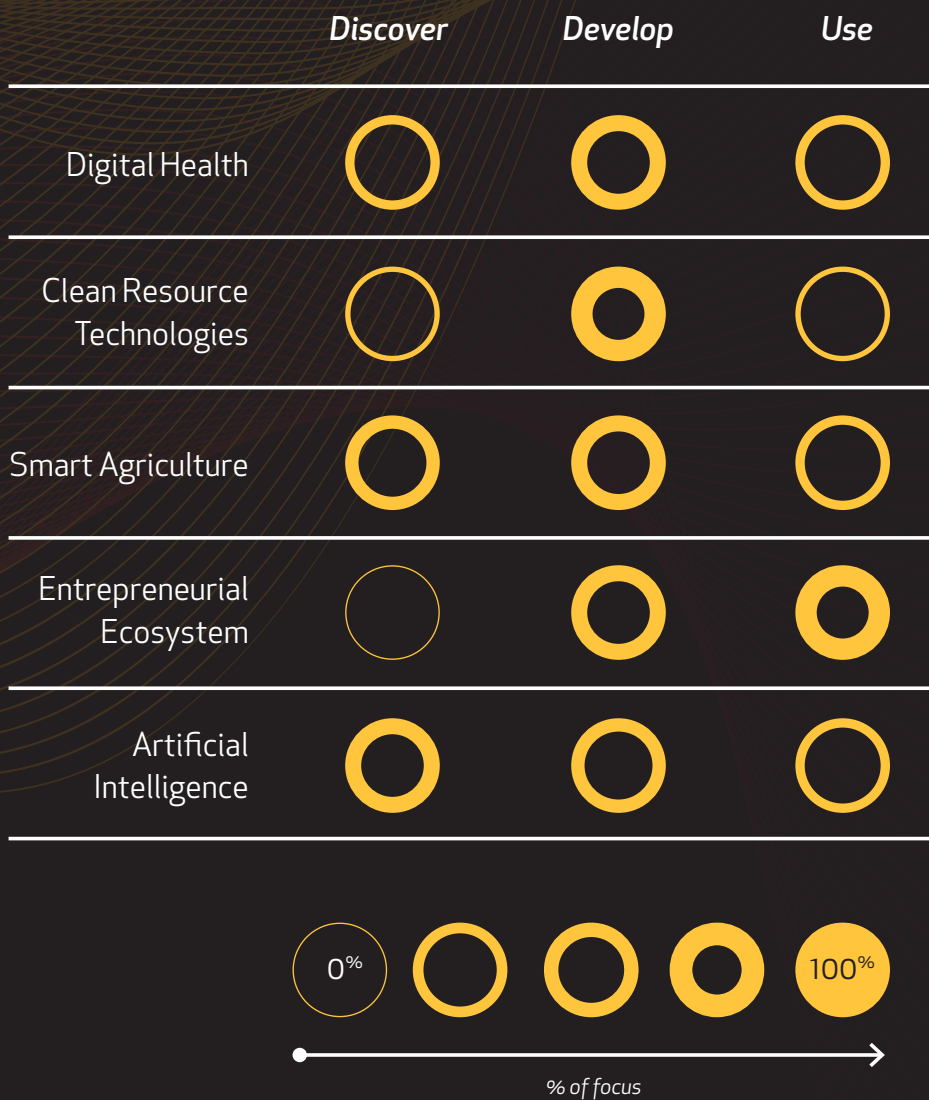 Discover Develop Use
Digital Health
Clean Resource
Technologies
Smart Agriculture
Entrepreneurial
Ecosystem
Artificial
Intelligence
0% 100%
% of focus